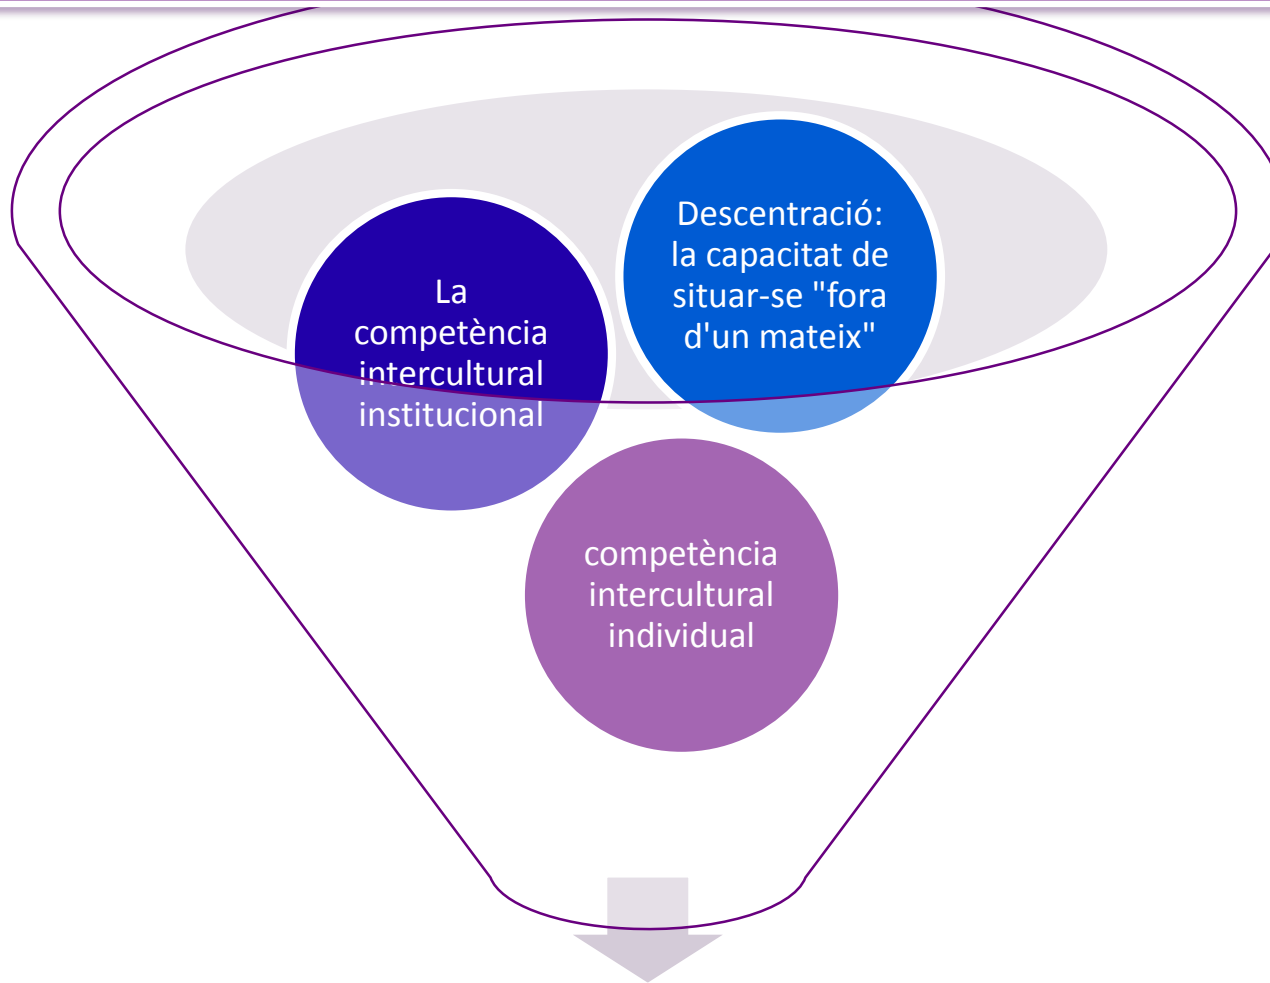 Descentració:
la capacitat de
situar-se "fora
d'un mateix"
La
competència
intercultural
institucional
competència
intercultural
individual